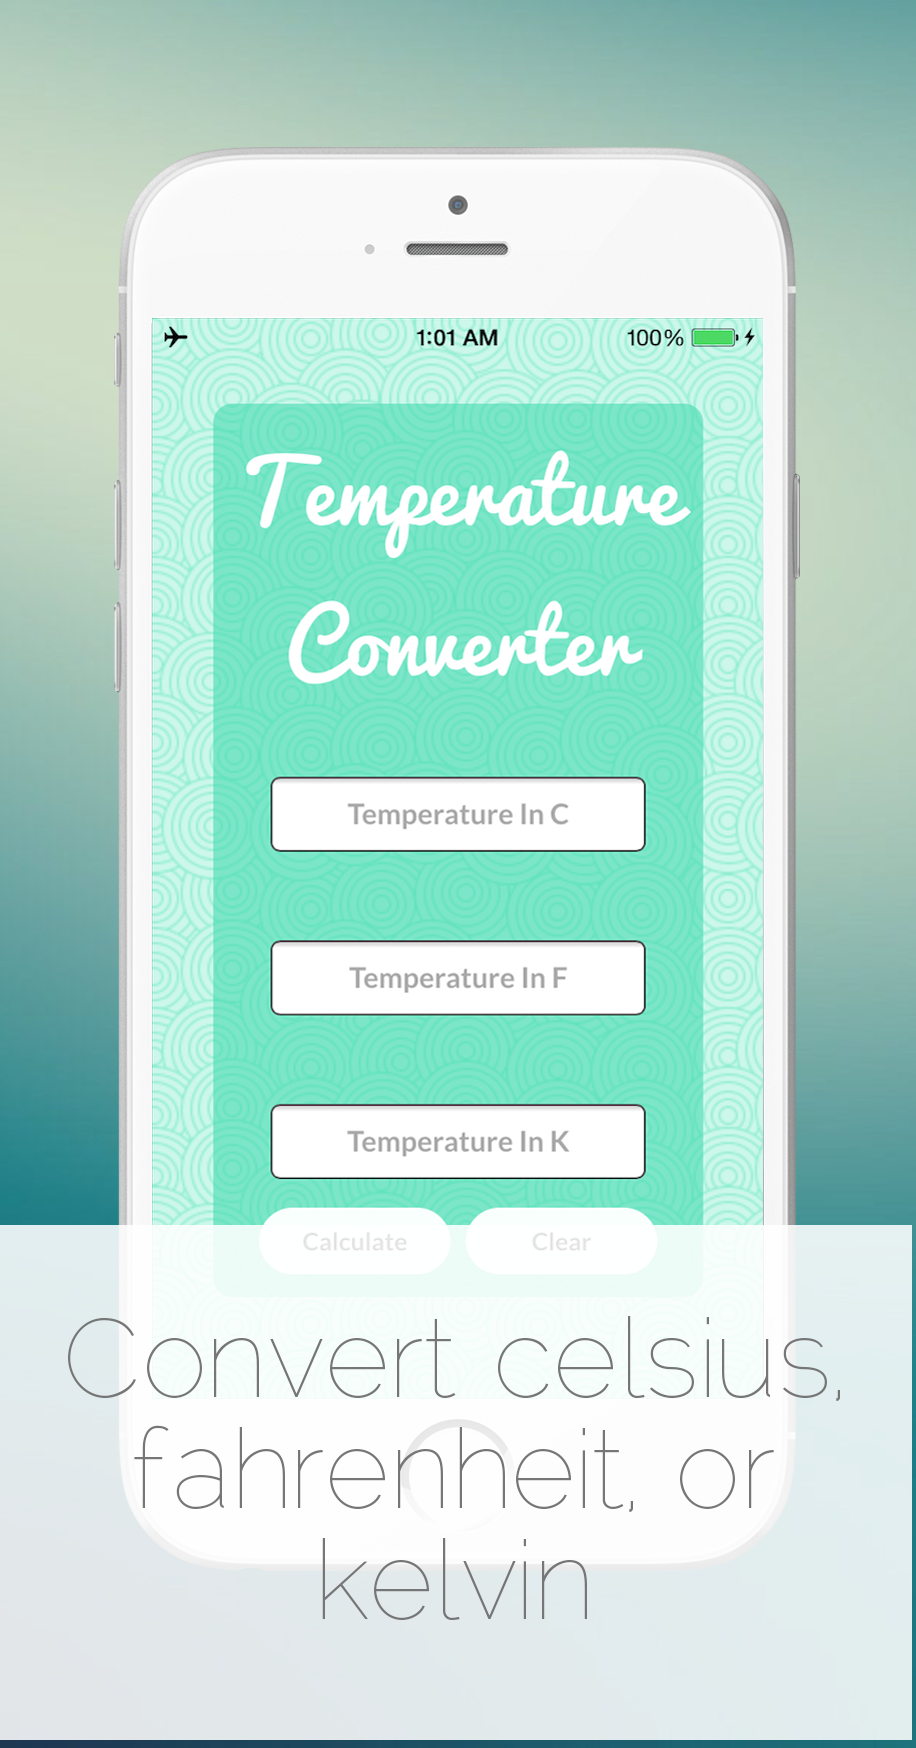 1:01 AM 100%
Temperature
Converter
Temperature In C
Temperature In F
Temperature In K
Calculate Clear
Convert celsius,
fahrenheit, or
kelvin